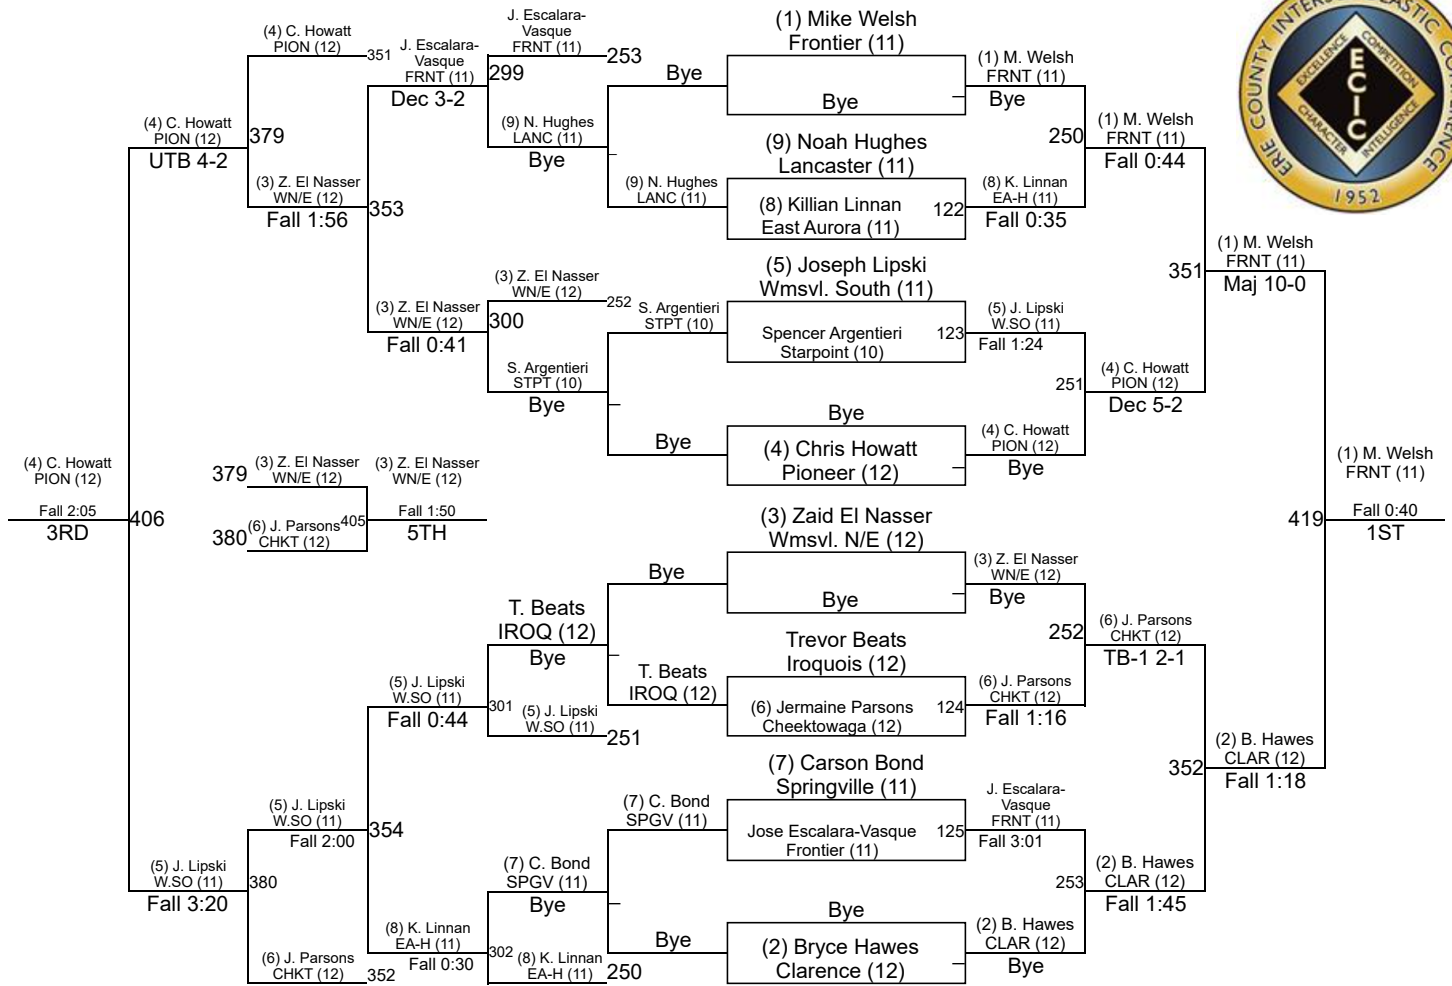 (4) C. Howatt
PION (12)
351
J. Escalara-
Vasque
FRNT (11)
Dec 3-2
J. Escalara-
Vasque
FRNT (11)
253
299
(1) Mike Welsh
Frontier (11)
Bye
Bye
(1) M. Welsh
FRNT (11)
Bye
(4) C. Howatt
PION (12)
UTB 4-2
379
(9) N. Hughes
LANC (11)
Bye
(9) Noah Hughes
Lancaster (11)
250
(1) M. Welsh
FRNT (11)
Fall 0:44
(3) Z. El Nasser
WN/E (12)
Fall 1:56
353
(9) N. Hughes
LANC (11)
(8) Killian Linnan
East Aurora (11)
122
(8) K. Linnan
EA-H (11)
Fall 0:35
ERIE COUNTY
EXCELLENCE
COMPETITION
CHARACTER
INTELLIGENCE
ECIC
1952
(1) M. Welsh
FRNT (11)
Maj 10-0
351
(3) Z. El Nasser
WN/E (12)
Fall 0:41
(3) Z. El Nasser
WN/E (12)
252
300
S. Argentieri
STPT (10)
(5) Joseph Lipski
Wmsvl. South (11)
Spencer Argentieri
Starpoint (10)
123
(5) J. Lipski
W.SO (11)
Fall 1:24
S. Argentieri
STPT (10)
Bye
251
(4) C. Howatt
PION (12)
Dec 5-2
Bye
Bye
(4) Chris Howatt
Pioneer (12)
(4) C. Howatt
PION (12)
Bye
(4) C. Howatt
PION (12)
Fall 2:05
3RD
406
379
(3) Z. El Nasser
WN/E (12)
(3) Z. El Nasser
WN/E (12)
Fall 1:50
5TH
405
380
(6) J. Parsons
CHKT (12)
(1) M. Welsh
FRNT (11)
Fall 0:40
1ST
419
(3) Zaid El Nasser
Wmsvl. N/E (12)
Bye
Bye
(3) Z. El Nasser
WN/E (12)
Bye
T. Beats
IROQ (12)
Bye
Trevor Beats
Iroquois (12)
252
(6) J. Parsons
CHKT (12)
TB-1 2-1
T. Beats
IROQ (12)
(6) Jermaine Parsons
Cheektowaga (12)
124
(6) J. Parsons
CHKT (12)
Fall 1:16
(5) J. Lipski
W.SO (11)
Fall 0:44
301
(5) J. Lipski
W.SO (11)
251
352
(2) B. Hawes
CLAR (12)
Fall 1:18
(5) J. Lipski
W.SO (11)
Fall 2:00
354
(7) C. Bond
SPGV (11)
(7) Carson Bond
Springville (11)
Jose Escalara-Vasque
Frontier (11)
125
J. Escalara-
Vasque
FRNT (11)
Fall 3:01
(5) J. Lipski
W.SO (11)
Fall 3:20
380
(7) C. Bond
SPGV (11)
Bye
253
(2) B. Hawes
CLAR (12)
Fall 1:45
(8) K. Linnan
EA-H (11)
Fall 0:30
302
Bye
Bye
(2) Bryce Hawes
Clarence (12)
(2) B. Hawes
CLAR (12)
Bye
(6) J. Parsons
CHKT (12)
352
(8) K. Linnan
EA-H (11)
250